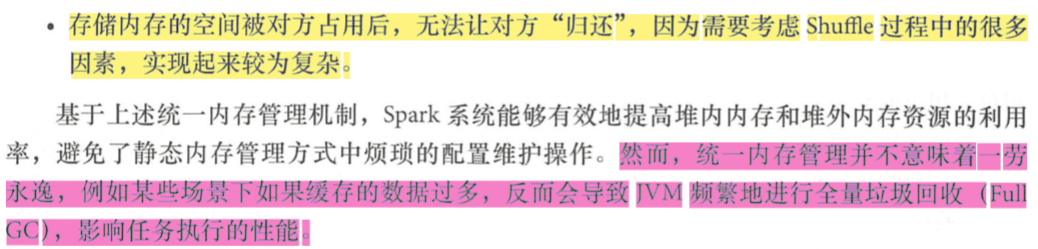 • 存储内存的空间被对方占用后，无法让对方“归还”，因为需要考虑 Shuffle 过程中的很多
因素，实现起来较为复杂。
基于上述统一内存管理机制，Spark 系统能够有效地提高堆内内存和堆外内存资源的利用
率，避免了静态内存管理方式中烦琐的配置维护操作。然而，统一内存管理并不意味着一劳
永逸，例如某些场景下如果缓存的数据过多，反而会导致 JVM 频繁地进行全量垃圾回收（Full
GC），影响任务执行的性能。